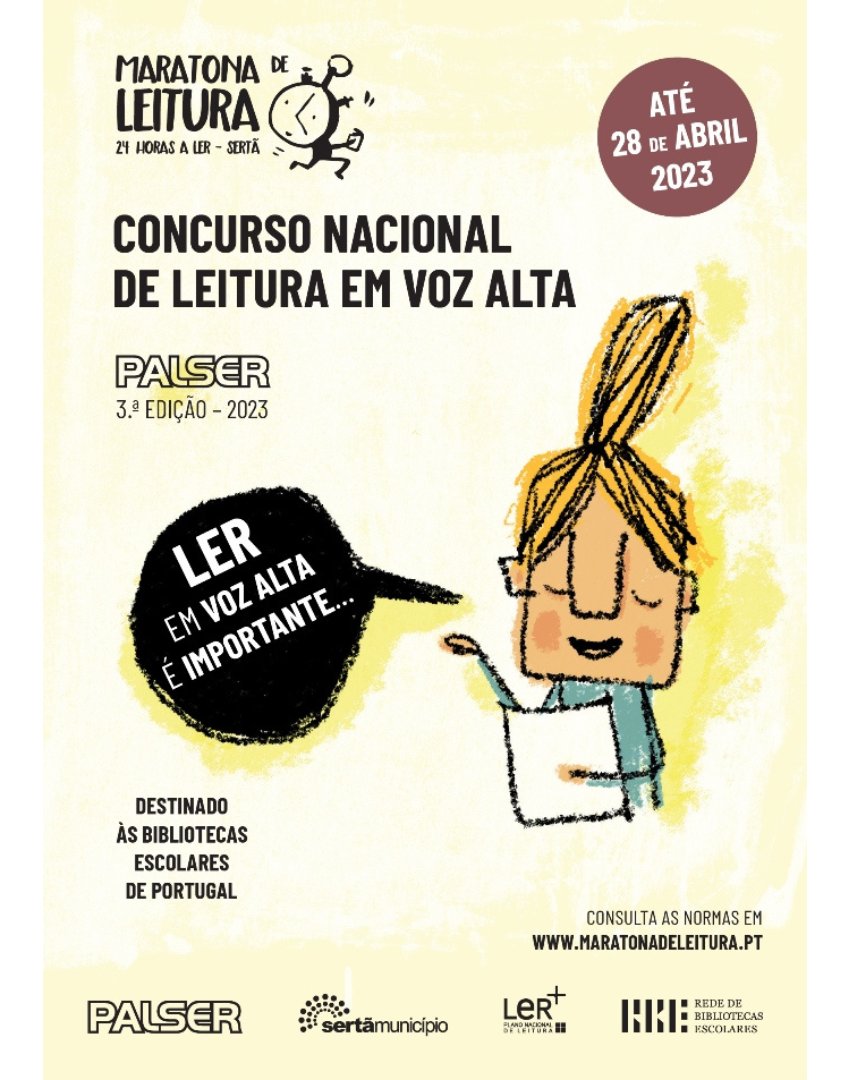 MARATONA DE
LEITURA
24 HORAS A LER - SERTÃ
ATÉ
28 DE ABRIL
2023
CONCURSO NACIONAL
DE LEITURA EM VOZ ALTA
PALSER
3.ª EDIÇÃO – 2023
LER
EM VOZ ALTA
É IMPORTANTE...
DESTINADO
ÀS BIBLIOTECAS
ESCOLARES
DE PORTUGAL
CONSULTA AS NORMAS EM
WWW.MARATONADELEITURA.PT
PALSER
sertãmunicípio
LeR+
PLANO NACIONAL
DE LEITURA
RBE
REDE DE
BIBLIOTECAS
ESCOLARES